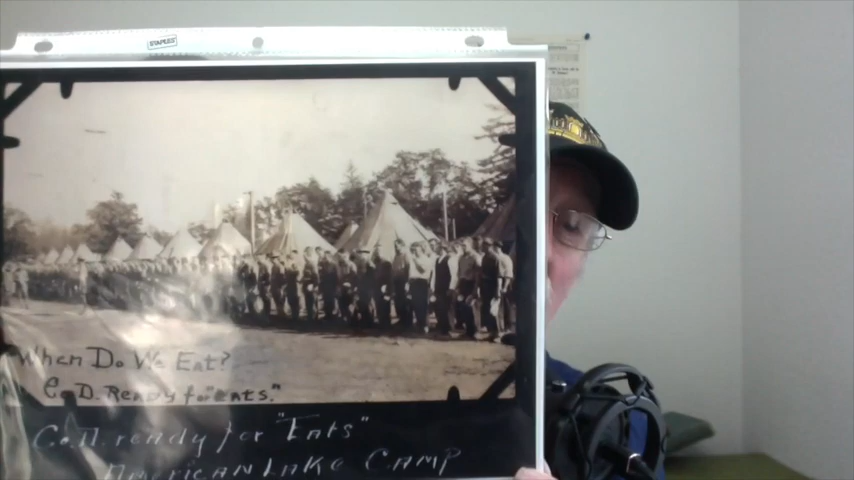 STAPLES
When Do We Eat?
Co. D. Ready for "Eats."
Co. D. ready for "Eats"
American Lake Camp